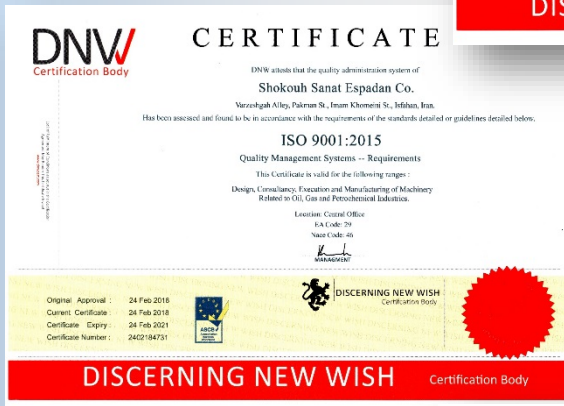 DIS
DNW
Certification Body
CERTIFICATE
DNW attests that the quality administration system of
Shokouh Sanat Espadan Co.
Varzeshgah Alley, Pakman St., Imam Khomeini St., Isfahan, Iran.
Has been assessed and found to be in accordance with the requirements of the standards detailed or guidelines detailed below.
ISO 9001:2015
Quality Management Systems -- Requirements
This Certificate is valid for the following ranges :
Design, Consultancy, Execution and Manufacturing of Machinery
Related to Oil, Gas and Petrochemical Industries.
Location: Central Office
EA Code: 29
Nace Code: 46
MANAGMENT
Original Approval : 24 Feb 2018
Current Certificate : 24 Feb 2018
Certificate Expiry : 24 Feb 2021
Certificate Number : 2402184731
ASCB
DISCERNING NEW WISH
Certification Body
DISCERNING NEW WISH Certification Body